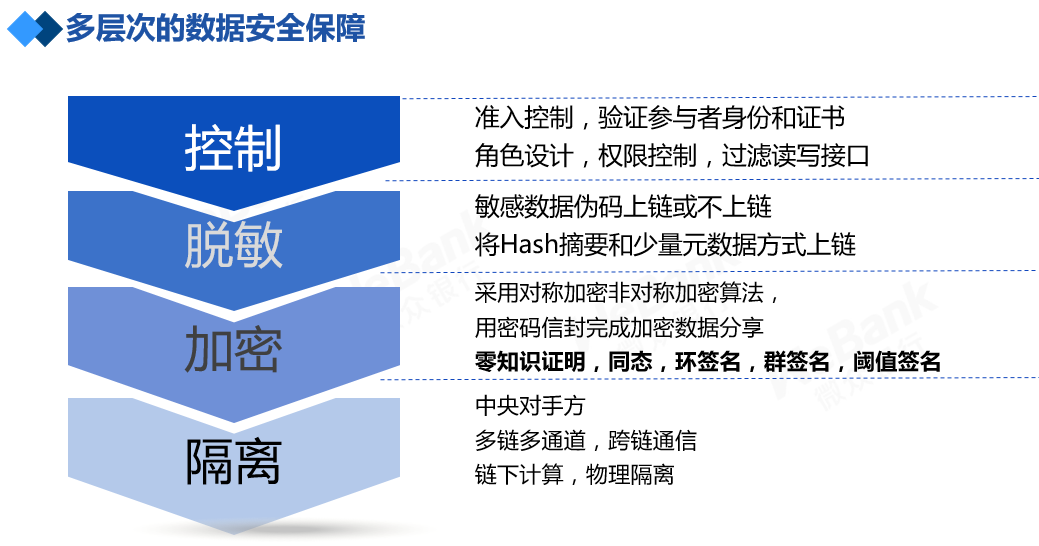 多层次的数据安全保障
控制
准入控制，验证参与者身份和证书
角色设计，权限控制，过滤读写接口
脱敏
敏感数据伪码上链或不上链
将Hash摘要和少量元数据方式上链
加密
采用对称加密非对称加密算法，
用密码信封完成加密数据分享
零知识证明，同态，环签名，群签名，阈值签名
隔离
中央对手方
多链多通道，跨链通信
链下计算，物理隔离